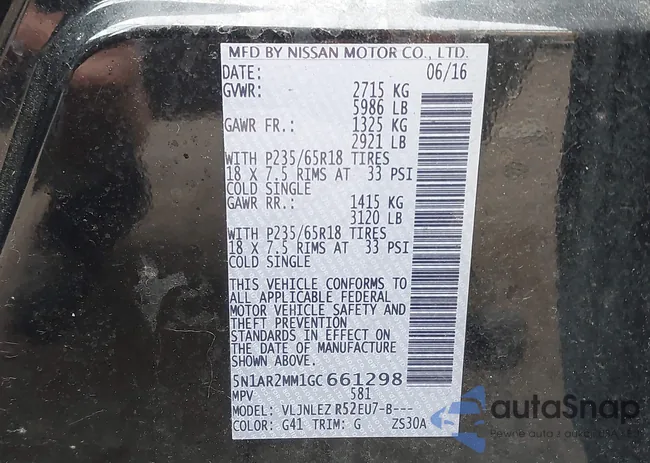 MFD BY NISSAN MOTOR CO., LTD.
DATE: 06/16
GVWR: 2715 KG
5986 LB
GAWR FR.: 1325 KG
2921 LB
WITH P235/65R18 TIRES
18 X 7.5 RIMS AT 33 PSI
COLD SINGLE
GAWR RR.: 1415 KG
3120 LB
WITH P235/65R18 TIRES
18 X 7.5 RIMS AT 33 PSI
COLD SINGLE
THIS VEHICLE CONFORMS TO
ALL APPLICABLE FEDERAL
MOTOR VEHICLE SAFETY AND
THEFT PREVENTION
STANDARDS IN EFFECT ON
THE DATE OF MANUFACTURE
SHOWN ABOVE.
5N1AR2MM1GC661298
MPV 581
MODEL: VLJNLEZ R52EU7-B---
COLOR: G41 TRIM: G ZS30A
autoSnap
Pewne auta z aukcji